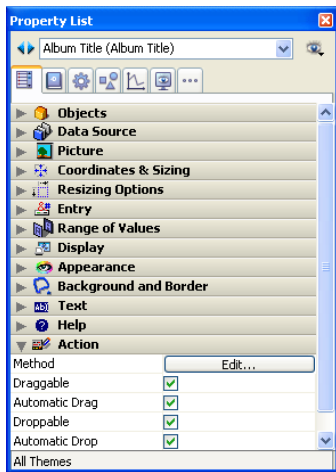 Property List
Album Title (Album Title)
Objects
Data Source
Picture
Coordinates & Sizing
Resizing Options
Entry
Range of Values
Display
Appearance
Background and Border
Text
Help
Action
Method Edit...
Draggable
Automatic Drag
Droppable
Automatic Drop
All Themes